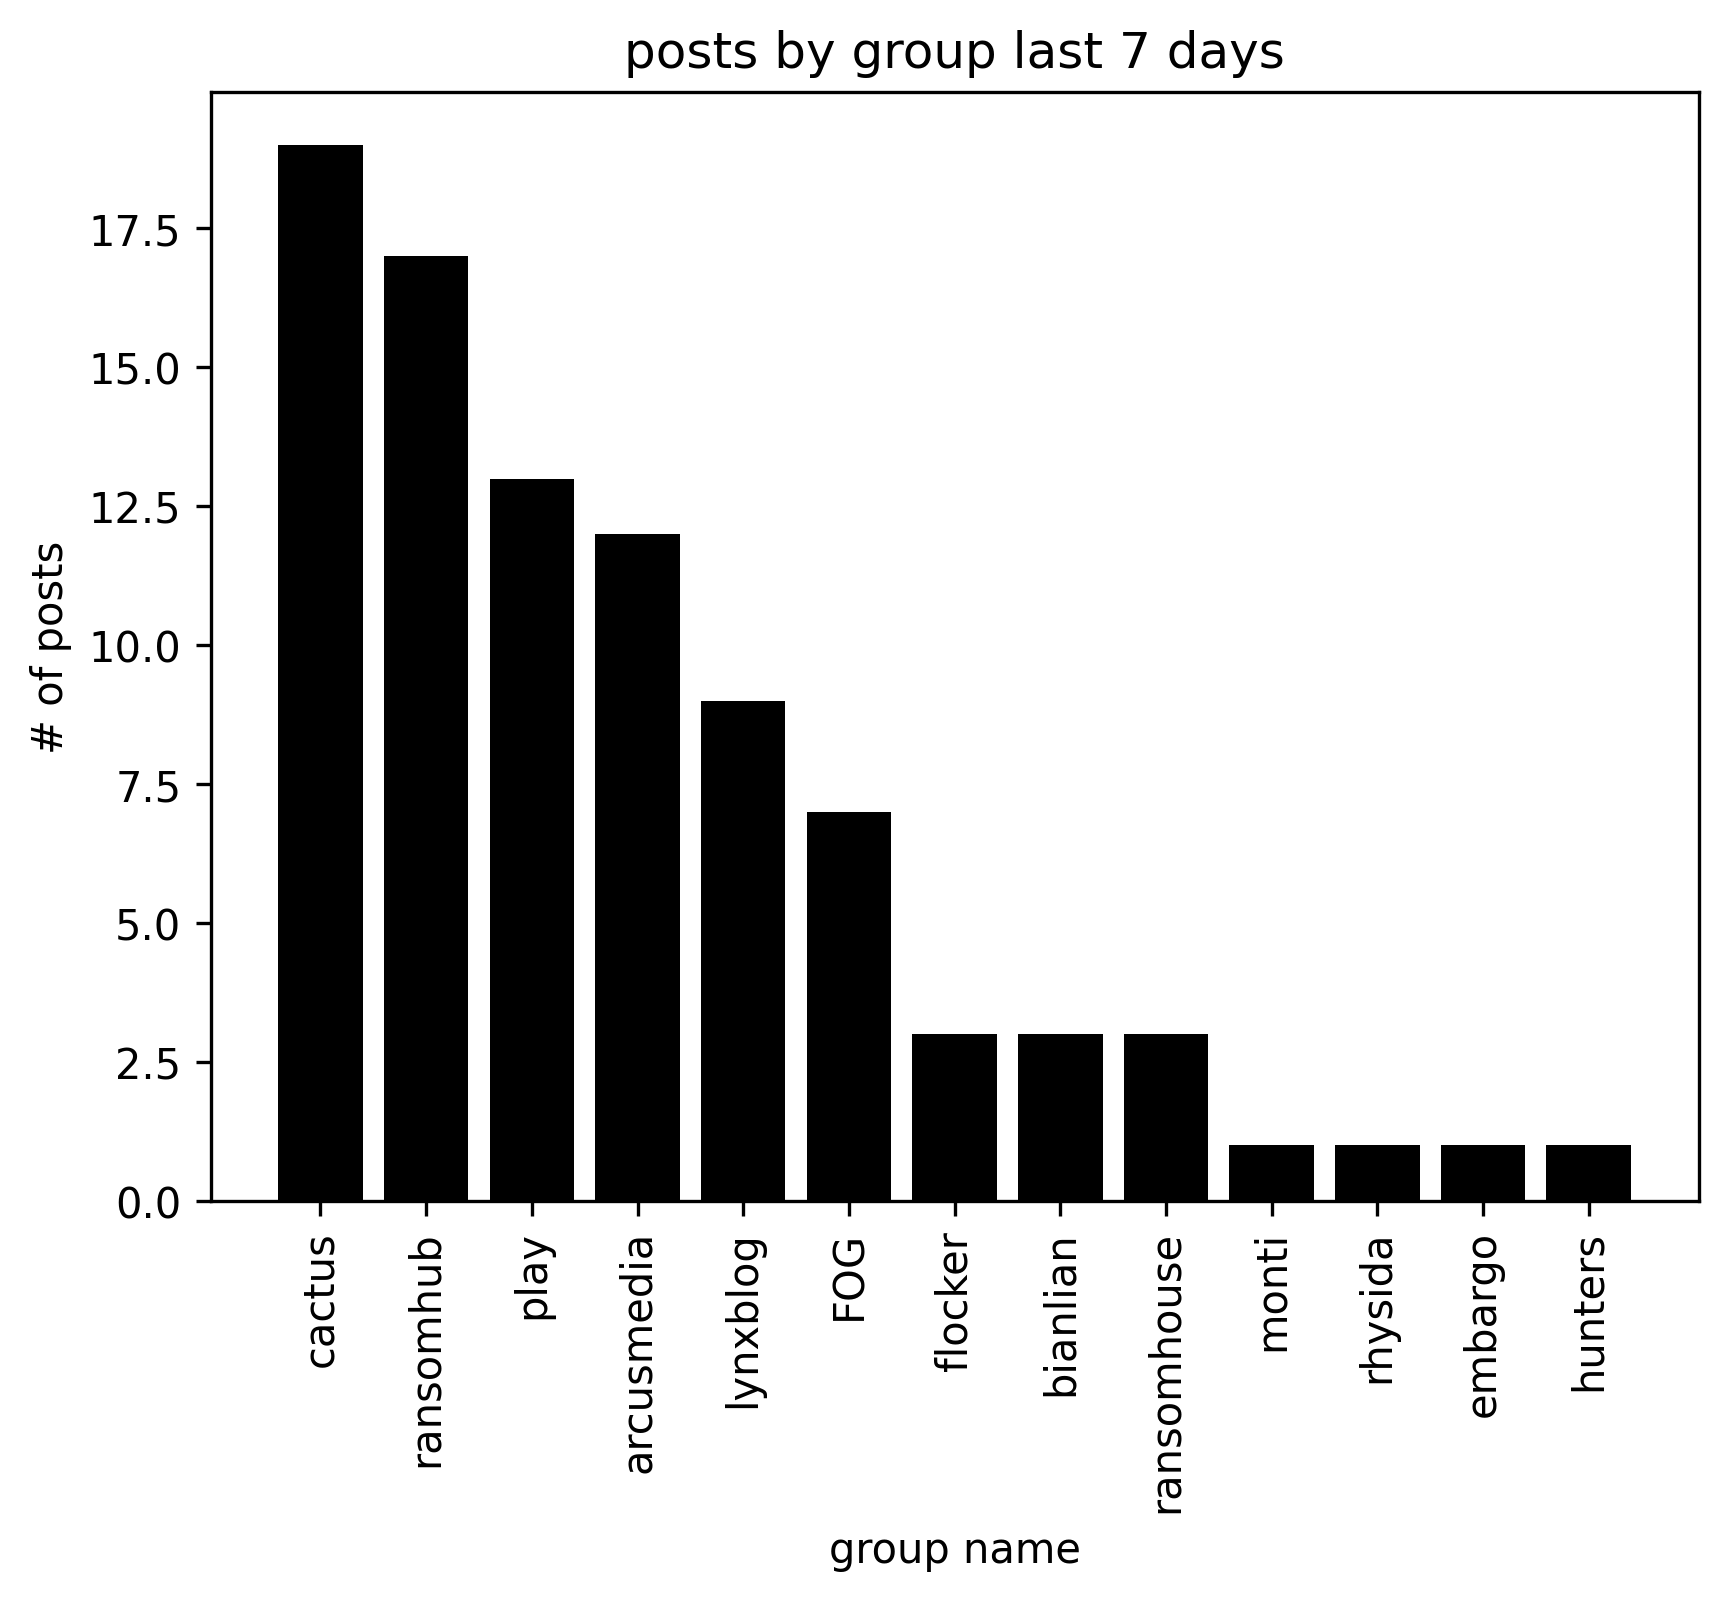 posts by group last 7 days
# of posts
17.5
15.0
12.5
10.0
7.5
5.0
2.5
0.0
cactus
ransomhub
play
arcusmedia
lynxblog
FOG
flocker
bianlian
ransomhouse
monti
rhysida
embargo
hunters
group name